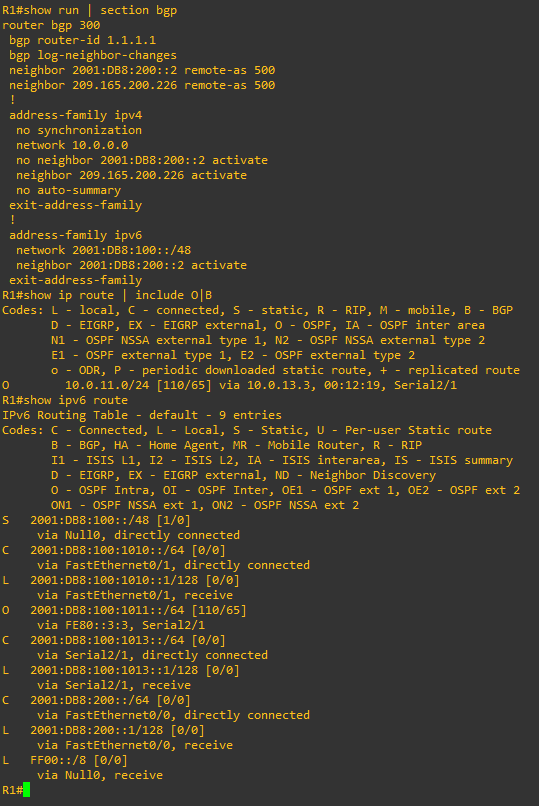 R1#show run | section bgp
router bgp 300
 bgp router-id 1.1.1.1
 bgp log-neighbor-changes
 neighbor 2001:DB8:200::2 remote-as 500
 neighbor 209.165.200.226 remote-as 500
 !
 address-family ipv4
  no synchronization
  network 10.0.0.0
  no neighbor 2001:DB8:200::2 activate
  neighbor 209.165.200.226 activate
  no auto-summary
 exit-address-family
 !
 address-family ipv6
  network 2001:DB8:100::/48
  neighbor 2001:DB8:200::2 activate
 exit-address-family
R1#show ip route | include O|B
Codes: L - local, C - connected, S - static, R - RIP, M - mobile, B - BGP
       D - EIGRP, EX - EIGRP external, O - OSPF, IA - OSPF inter area
       N1 - OSPF NSSA external type 1, N2 - OSPF NSSA external type 2
       E1 - OSPF external type 1, E2 - OSPF external type 2
       o - ODR, P - periodic downloaded static route, + - replicated route
O        10.0.11.0/24 [110/65] via 10.0.13.3, 00:12:19, Serial2/1
R1#show ipv6 route
IPv6 Routing Table - default - 9 entries
Codes: C - Connected, L - Local, S - Static, U - Per-user Static route
       B - BGP, HA - Home Agent, MR - Mobile Router, R - RIP
       I1 - ISIS L1, I2 - ISIS L2, IA - ISIS interarea, IS - ISIS summary
       D - EIGRP, EX - EIGRP external, ND - Neighbor Discovery
       O - OSPF Intra, OI - OSPF Inter, OE1 - OSPF ext 1, OE2 - OSPF ext 2
       ON1 - OSPF NSSA ext 1, ON2 - OSPF NSSA ext 2
S   2001:DB8:100::/48 [1/0]
     via Null0, directly connected
C   2001:DB8:100:1010::/64 [0/0]
     via FastEthernet0/1, directly connected
L   2001:DB8:100:1010::1/128 [0/0]
     via FastEthernet0/1, receive
O   2001:DB8:100:1011::/64 [110/65]
     via FE80::3:3, Serial2/1
C   2001:DB8:100:1013::/64 [0/0]
     via Serial2/1, directly connected
L   2001:DB8:100:1013::1/128 [0/0]
     via Serial2/1, receive
C   2001:DB8:200::/64 [0/0]
     via FastEthernet0/0, directly connected
L   2001:DB8:200::1/128 [0/0]
     via FastEthernet0/0, receive
L   FF00::/8 [0/0]
     via Null0, receive
R1#